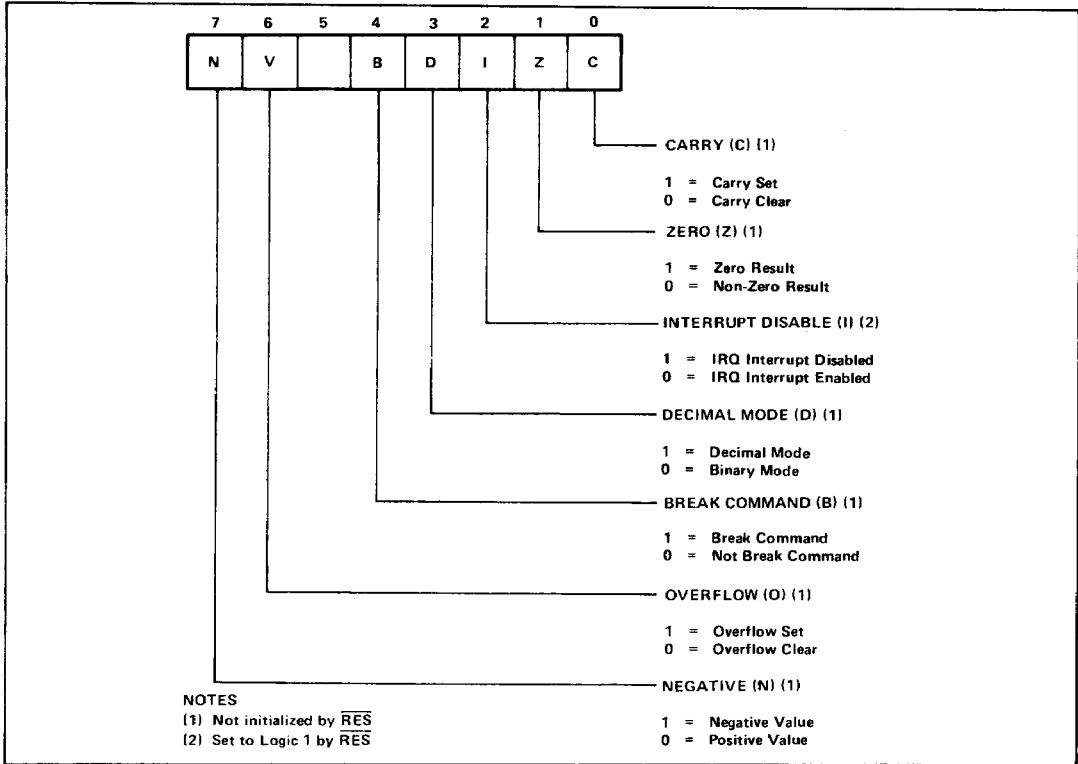 7 6 5 4 3 2 1 0
N V B D I Z C
CARRY (C) (1)
1 = Carry Set
0 = Carry Clear
ZERO (Z) (1)
1 = Zero Result
0 = Non-Zero Result
INTERRUPT DISABLE (I) (2)
1 = IRQ Interrupt Disabled
0 = IRQ Interrupt Enabled
DECIMAL MODE (D) (1)
1 = Decimal Mode
0 = Binary Mode
BREAK COMMAND (B) (1)
1 = Break Command
0 = Not Break Command
OVERFLOW (O) (1)
1 = Overflow Set
0 = Overflow Clear
NEGATIVE (N) (1)
1 = Negative Value
0 = Positive Value
NOTES
(1) Not initialized by R̅E̅S̅
(2) Set to Logic 1 by R̅E̅S̅